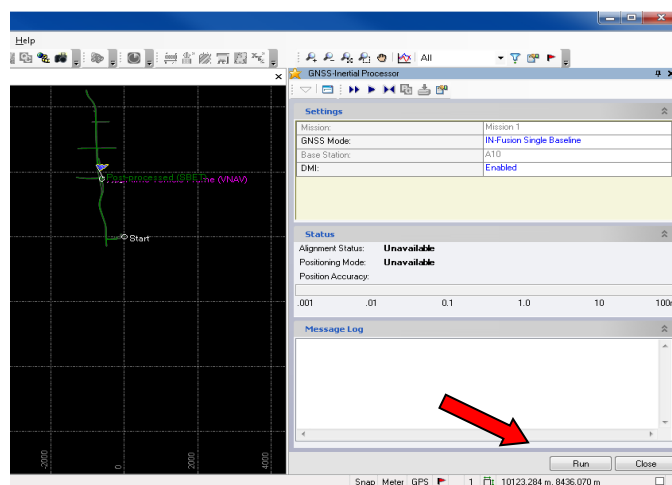 Help
All
GNSS-Inertial Processor
Settings
Mission: Mission 1
GNSS Mode: IN-Fusion Single Baseline
Base Station: A10
DMI: Enabled
Start
Status
Alignment Status: Unavailable
Positioning Mode: Unavailable
Position Accuracy:
.001 .01 0.1 1.0 10 100
Message Log
-2000 0 2000 4000
Run Close
Snap Meter GPS 1 10123.284 m, 8436.070 m